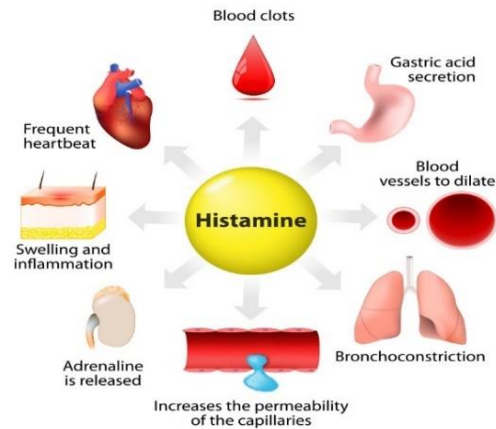 Blood clots
Gastric acid
secretion
Frequent
heartbeat
Blood
vessels to dilate
Histamine
Swelling and
inflammation
Bronchoconstriction
Adrenaline
is released
Increases the permeability
of the capillaries